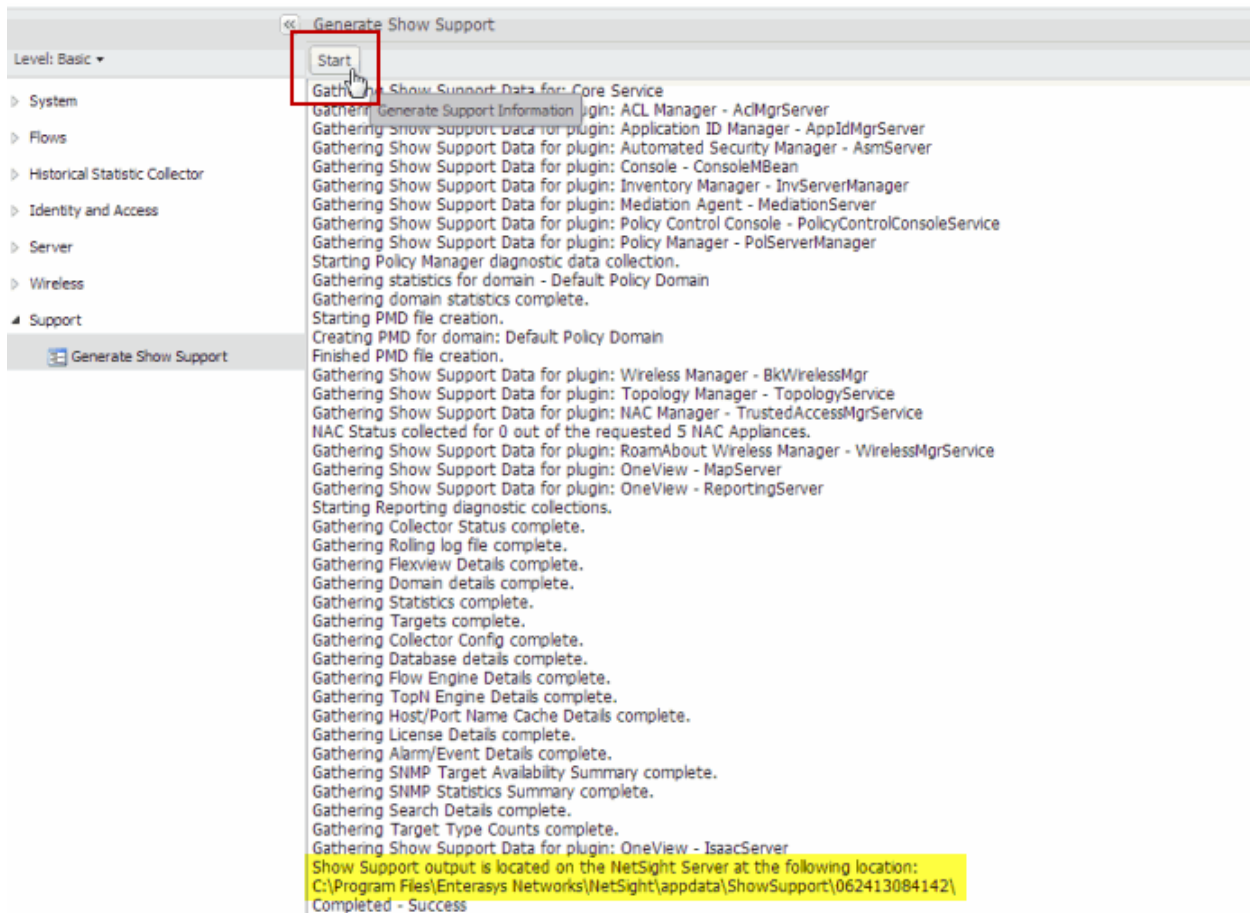 « Generate Show Support
Level: Basic
Start
System
Flows
Historical Statistic Collector
Identity and Access
Server
Wireless
Support
Generate Show Support
Gathering Show Support Data for: Core Service
Generate Support Information
Gatherin plugin: ACL Manager - AclMgrServer
Gathering Show Support Data for plugin: Application ID Manager - AppIdMgrServer
Gathering Show Support Data for plugin: Automated Security Manager - AsmServer
Gathering Show Support Data for plugin: Console - ConsoleMBean
Gathering Show Support Data for plugin: Inventory Manager - InvServerManager
Gathering Show Support Data for plugin: Mediation Agent - MediationServer
Gathering Show Support Data for plugin: Policy Control Console - PolicyControlConsoleService
Gathering Show Support Data for plugin: Policy Manager - PolServerManager
Starting Policy Manager diagnostic data collection.
Gathering statistics for domain - Default Policy Domain
Gathering domain statistics complete.
Starting PMD file creation.
Creating PMD for domain: Default Policy Domain
Finished PMD file creation.
Gathering Show Support Data for plugin: Wireless Manager - BkWirelessMgr
Gathering Show Support Data for plugin: Topology Manager - TopologyService
Gathering Show Support Data for plugin: NAC Manager - TrustedAccessMgrService
NAC Status collected for 0 out of the requested 5 NAC Appliances.
Gathering Show Support Data for plugin: RoamAbout Wireless Manager - WirelessMgrService
Gathering Show Support Data for plugin: OneView - MapServer
Gathering Show Support Data for plugin: OneView - ReportingServer
Starting Reporting diagnostic collections.
Gathering Collector Status complete.
Gathering Rolling log file complete.
Gathering Flexview Details complete.
Gathering Domain details complete.
Gathering Statistics complete.
Gathering Targets complete.
Gathering Collector Config complete.
Gathering Database details complete.
Gathering Flow Engine Details complete.
Gathering TopN Engine Details complete.
Gathering Host/Port Name Cache Details complete.
Gathering License Details complete.
Gathering Alarm/Event Details complete.
Gathering SNMP Target Availability Summary complete.
Gathering SNMP Statistics Summary complete.
Gathering Search Details complete.
Gathering Target Type Counts complete.
Gathering Show Support Data for plugin: OneView - IsaacServer
Show Support output is located on the NetSight Server at the following location:
C:\Program Files\Enterasys Networks\NetSight\appdata\ShowSupport\062413084142\
Completed - Success